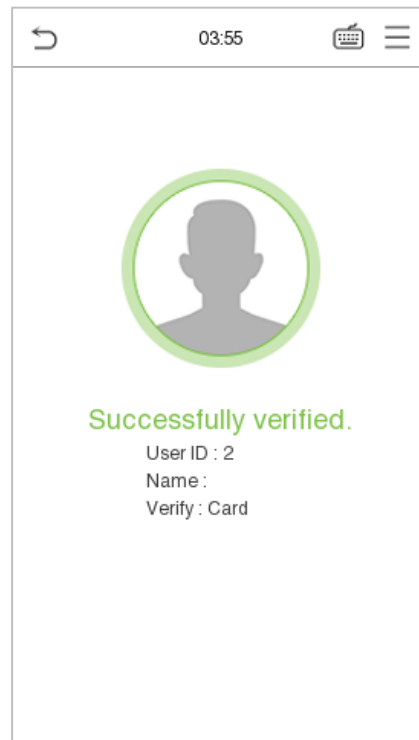 03:55
Successfully verified.
User ID : 2
Name :
Verify : Card